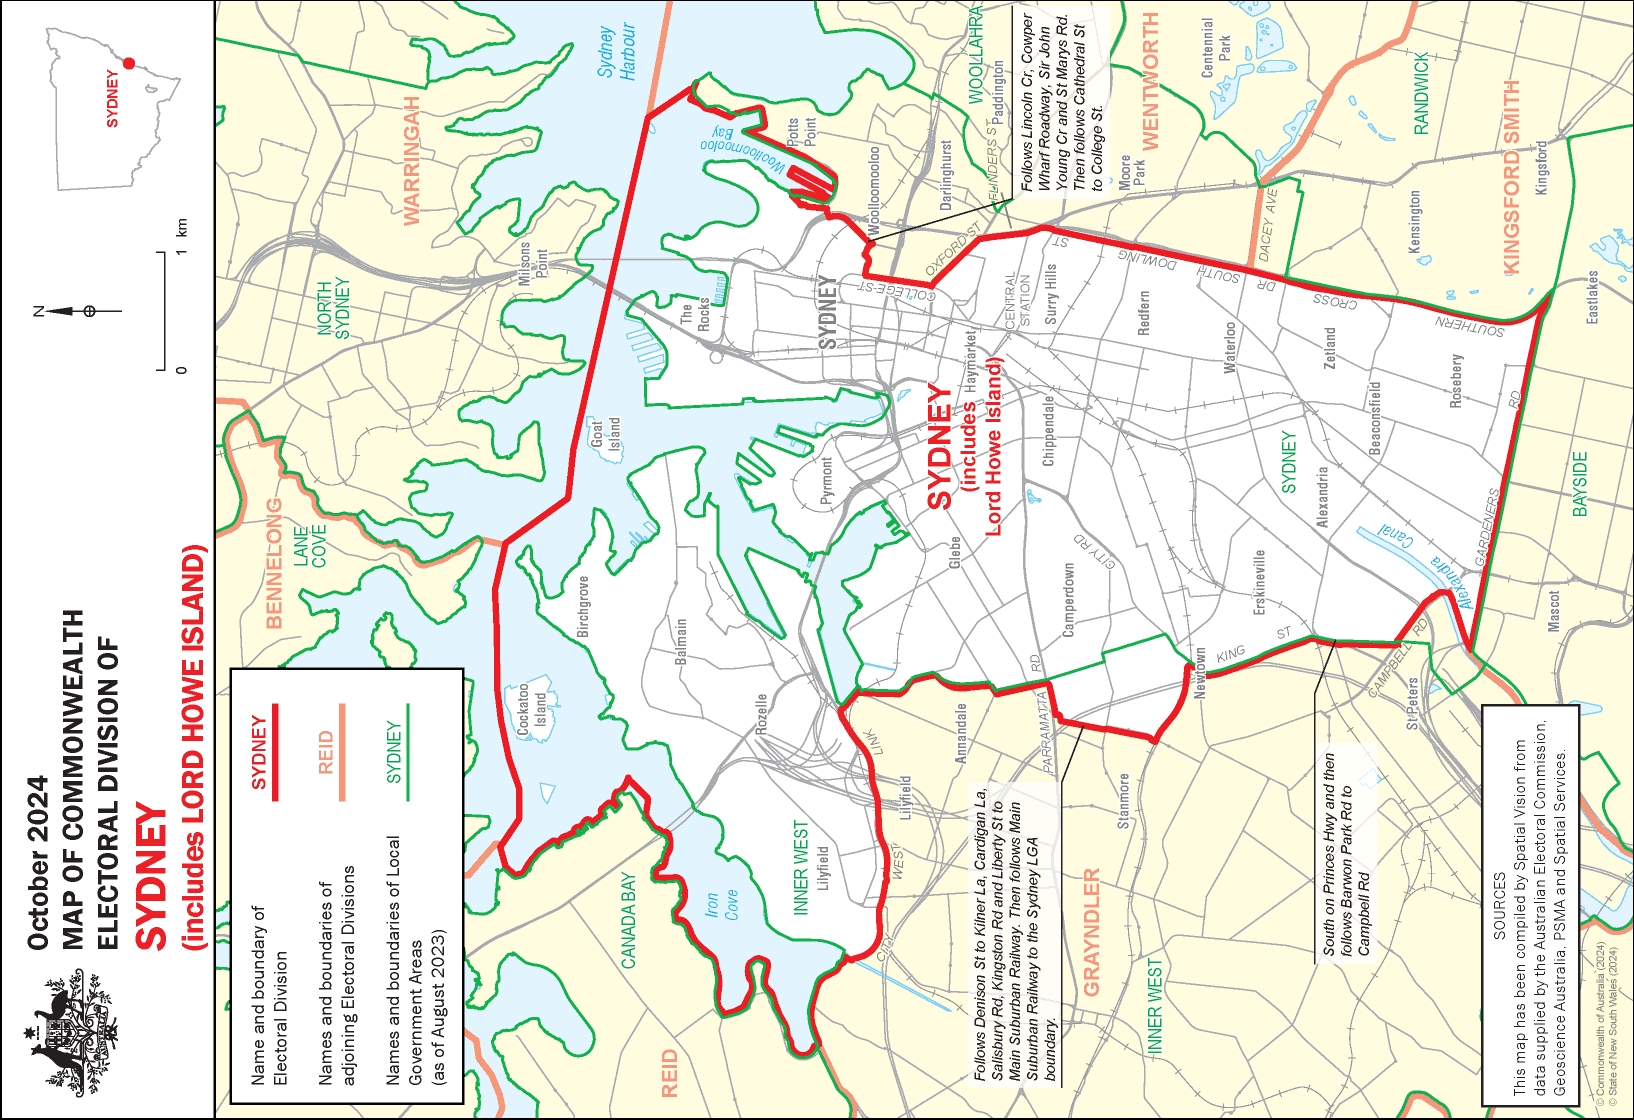 October 2024
MAP OF COMMONWEALTH
ELECTORAL DIVISION OF
SYDNEY
(includes LORD HOWE ISLAND)
N
0
1 km
SYDNEY
Name and boundary of
Electoral Division
SYDNEY
Names and boundaries of
adjoining Electoral Divisions
REID
Names and boundaries of Local
Government Areas
(as of August 2023)
SYDNEY
BENNELONG
LANE
COVE
NORTH
SYDNEY
WARRINGAH
Milsons
Point
Sydney
Harbour
Goat
Island
Cockatoo
Island
Birchgrove
Balmain
Rozelle
The
Rocks
Woolloomooloo
Bay
Potts
Point
Woolloomooloo
Darlinghurst
WOOLLAHRA
Paddington
FLINDERS ST
OXFORD ST
COLLEGE ST
SYDNEY
Pyrmont
Haymarket
CENTRAL
STATION
Surry Hills
SYDNEY
(includes
Lord Howe Island)
Chippendale
Glebe
CITY RD
Camperdown
Follows Lincoln Cr, Cowper
Wharf Roadway, Sir John
Young Cr and St Marys Rd.
Then follows Cathedral St
to College St.
Moore
Park
WENTWORTH
Centennial
Park
RANDWICK
KINGSFORD SMITH
Kingsford
Kensington
DACEY AVE
SOUTH
DOWLING
ST
Redfern
Waterloo
Zetland
SOUTHERN
CROSS
DR
Rosebery
Beaconsfield
SYDNEY
Alexandria
Erskineville
Eastlakes
GARDENERS
RD
BAYSIDE
Mascot
Alexandra
Canal
CAMPBELL
RD
St Peters
KING
ST
Newtown
CANADA BAY
Iron
Cove
INNER WEST
Lilyfield
Lilyfield
CITY
WEST
LINK
Annandale
PARRAMATTA
RD
Stanmore
REID
GRAYNDLER
INNER WEST
Follows Denison St to Kilner La, Cardigan La,
Salisbury Rd, Kingston Rd and Liberty St to
Main Suburban Railway. Then follows Main
Suburban Railway to the Sydney LGA
boundary.
South on Princes Hwy and then
follows Barwon Park Rd to
Campbell Rd
SOURCES
This map has been compiled by Spatial Vision from
data supplied by the Australian Electoral Commission,
Geoscience Australia, PSMA and Spatial Services.
© Commonwealth of Australia (2024)
© State of New South Wales (2024)